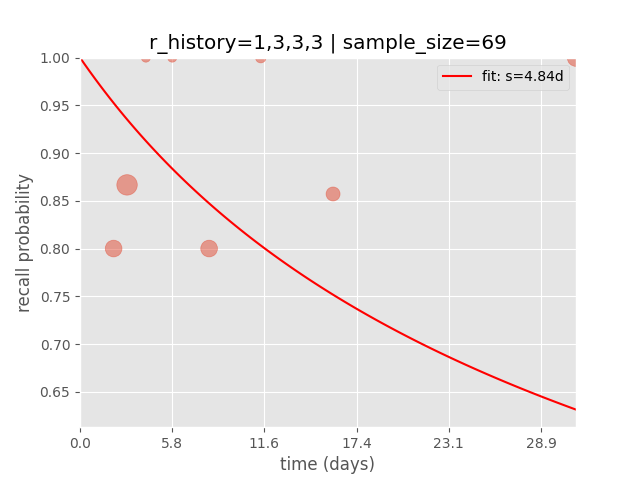 r_history=1,3,3,3 | sample_size=69
1.00
0.95
0.90
0.85
0.80
0.75
0.70
0.65
recall probability
fit: s=4.84d
0.0 5.8 11.6 17.4 23.1 28.9
time (days)